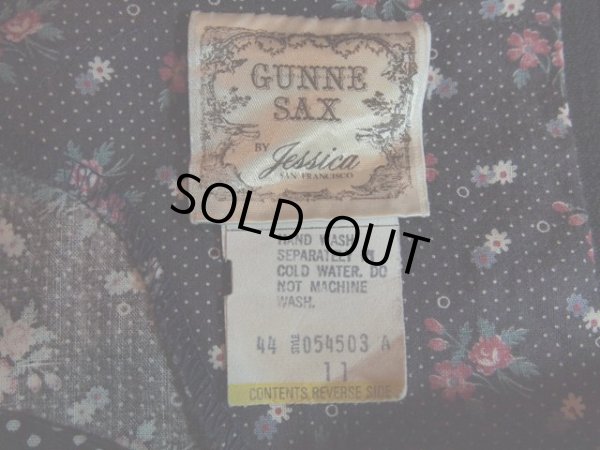 GUNNE
SAX
BY Jessica
SAN FRANCISCO
SOLD OUT
HAND WASH
SEPARATELY
COLD WATER. DO
NOT MACHINE
WASH.
44 STYLE 054503 A
11
CONTENTS REVERSE SIDE